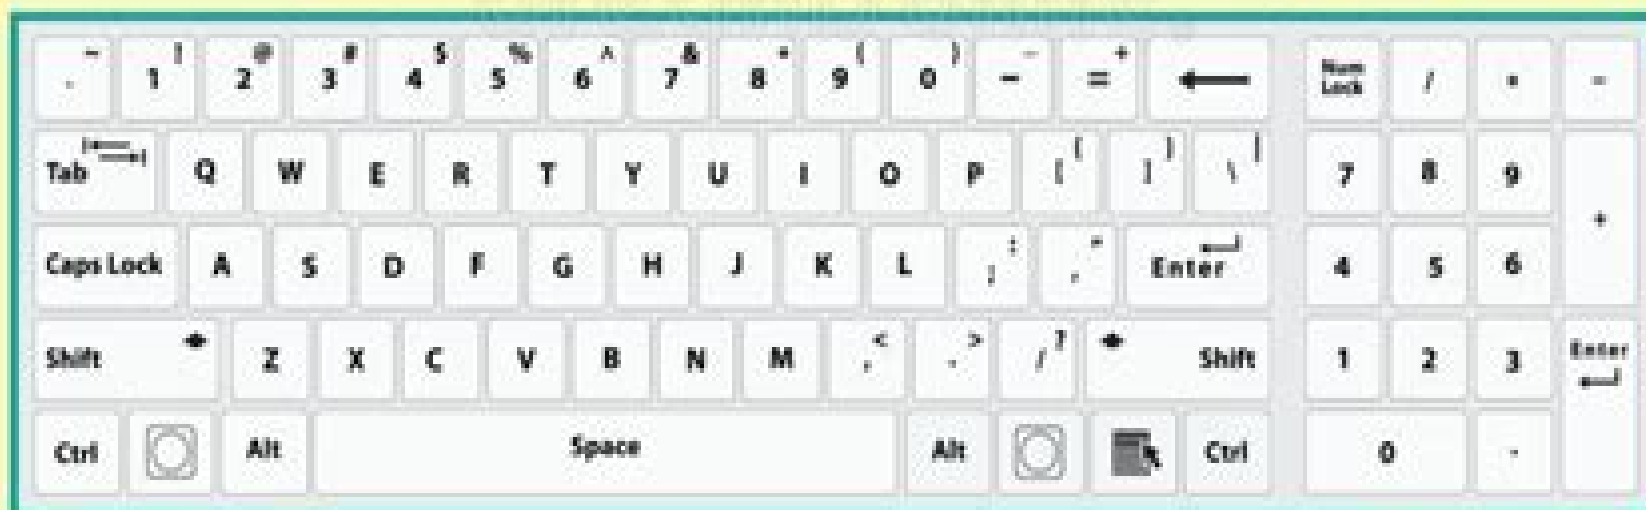 ~ ! @ # $ % ^ & * ( ) - + Num Lock / * -
. 1 2 3 4 5 6 7 8 9 0 - =
Tab Q W E R T Y U I O P [ { ] } \ | 7 8 9 +
Caps Lock A S D F G H J K L ; : , " Enter 4 5 6
Shift Z X C V B N M , < . > / ? Shift 1 2 3 Enter
Ctrl Alt Space Alt Ctrl 0 .